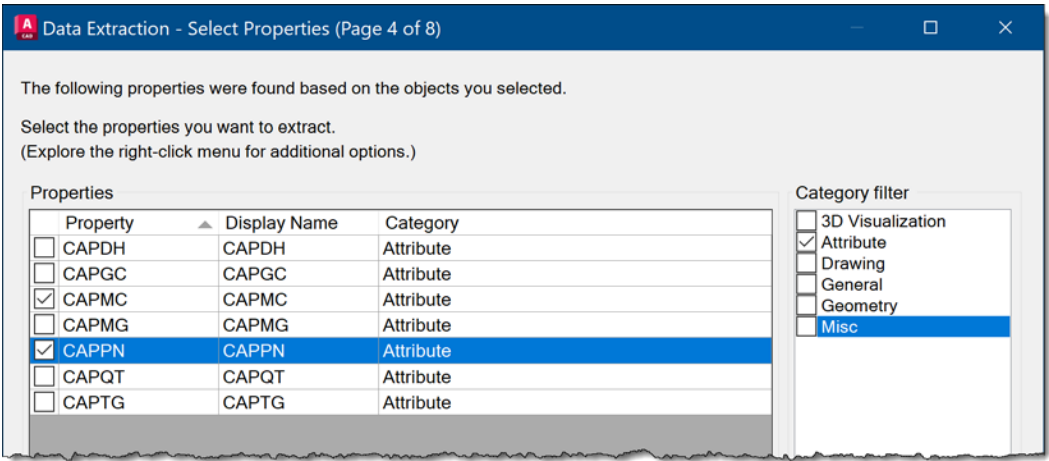 A CAD Data Extraction - Select Properties (Page 4 of 8)
The following properties were found based on the objects you selected.
Select the properties you want to extract.
(Explore the right-click menu for additional options.)
Properties
Property Display Name Category
CAPDH CAPDH Attribute
CAPGC CAPGC Attribute
CAPMC CAPMC Attribute
CAPMG CAPMG Attribute
CAPPN CAPPN Attribute
CAPQT CAPQT Attribute
CAPTG CAPTG Attribute
Category filter
3D Visualization
Attribute
Drawing
General
Geometry
Misc